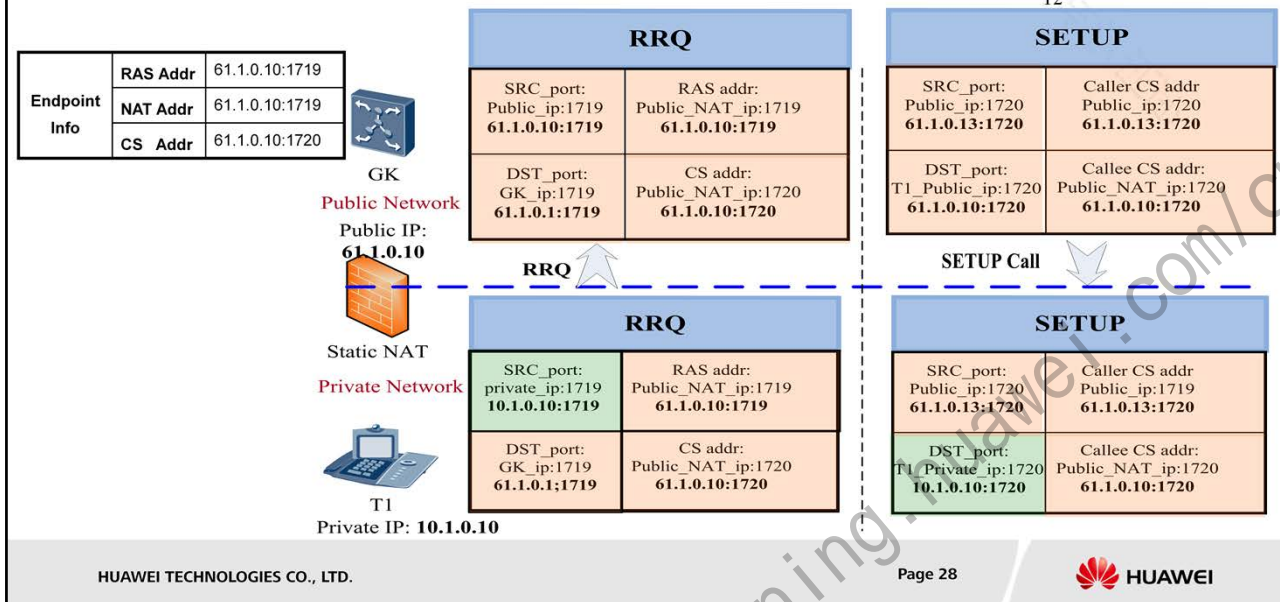 T2
Endpoint Info
RAS Addr 61.1.0.10:1719
NAT Addr 61.1.0.10:1719
CS Addr 61.1.0.10:1720
GK
Public Network
Public IP:
61.1.0.10
Static NAT
Private Network
T1
Private IP: 10.1.0.10
RRQ
SRC_port:
Public_ip:1719
61.1.0.10:1719
RAS addr:
Public_NAT_ip:1719
61.1.0.10:1719
DST_port:
GK_ip:1719
61.1.0.1:1719
CS addr:
Public_NAT_ip:1720
61.1.0.10:1720
RRQ
RRQ
SRC_port:
private_ip:1719
10.1.0.10:1719
RAS addr:
Public_NAT_ip:1719
61.1.0.10:1719
DST_port:
GK_ip:1719
61.1.0.1;1719
CS addr:
Public_NAT_ip:1720
61.1.0.10:1720
SETUP
SRC_port:
Public_ip:1720
61.1.0.13:1720
Caller CS addr
Public_ip:1720
61.1.0.13:1720
DST_port:
T1_Public_ip:1720
61.1.0.10:1720
Callee CS addr:
Public_NAT_ip:1720
61.1.0.10:1720
SETUP Call
SETUP
SRC_port:
Public_ip:1720
61.1.0.13:1720
Caller CS addr
Public_ip:1719
61.1.0.13:1720
DST_port:
T1_Private_ip:1720
10.1.0.10:1720
Callee CS addr:
Public_NAT_ip:1720
61.1.0.10:1720
HUAWEI TECHNOLOGIES CO., LTD.
Page 28
HUAWEI
ning.huawei.com/c